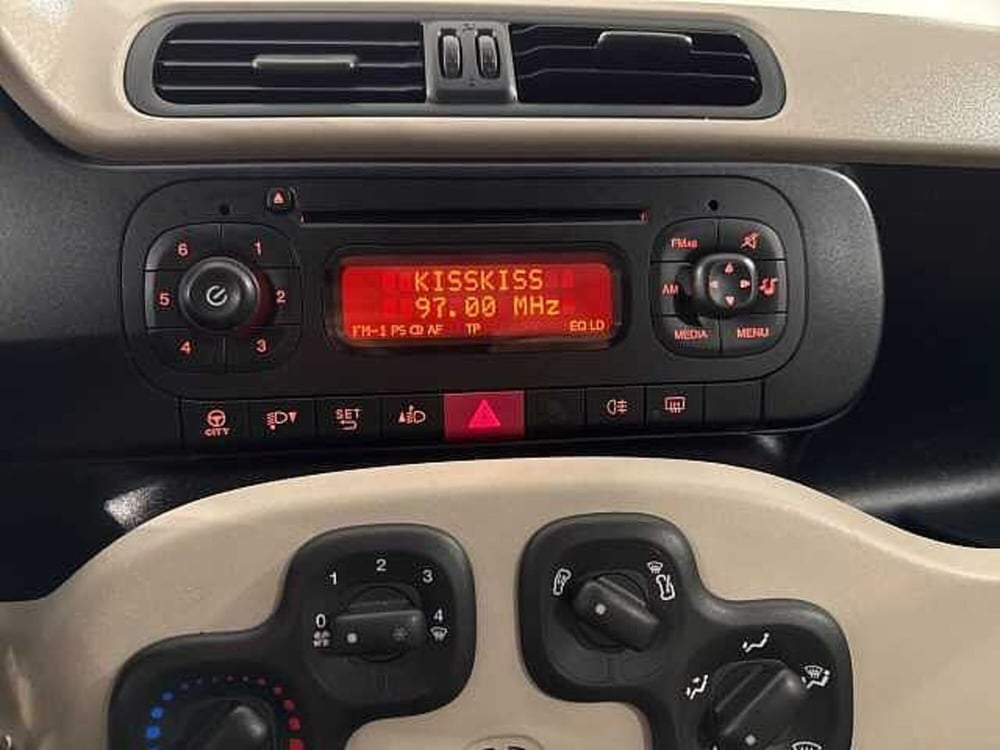 6 1
5 2
4 3
KISSKISS
97.00 MHz
FM-1 PS CD AF TP EQ LD
FMAS
AM
MEDIA MENU
CITY
SET
1 2 3
0 4